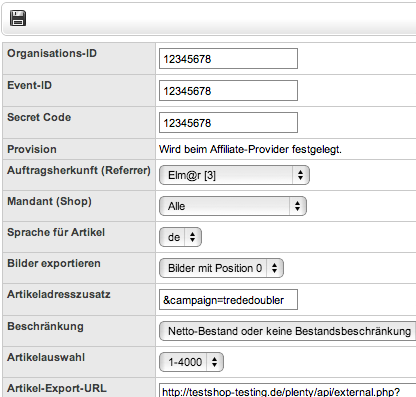 Organisations-ID 12345678
Event-ID 12345678
Secret Code 12345678
Provision Wird beim Affiliate-Provider festgelegt.
Auftragsherkunft (Referrer) Elm@r [3]
Mandant (Shop) Alle
Sprache für Artikel de
Bilder exportieren Bilder mit Position 0
Artikeladresszusatz &campaign=trededoubler
Beschränkung Netto-Bestand oder keine Bestandsbeschränkung
Artikelauswahl 1-4000
Artikel-Export-URL http://testshop-testing.de/plenty/api/external.php?